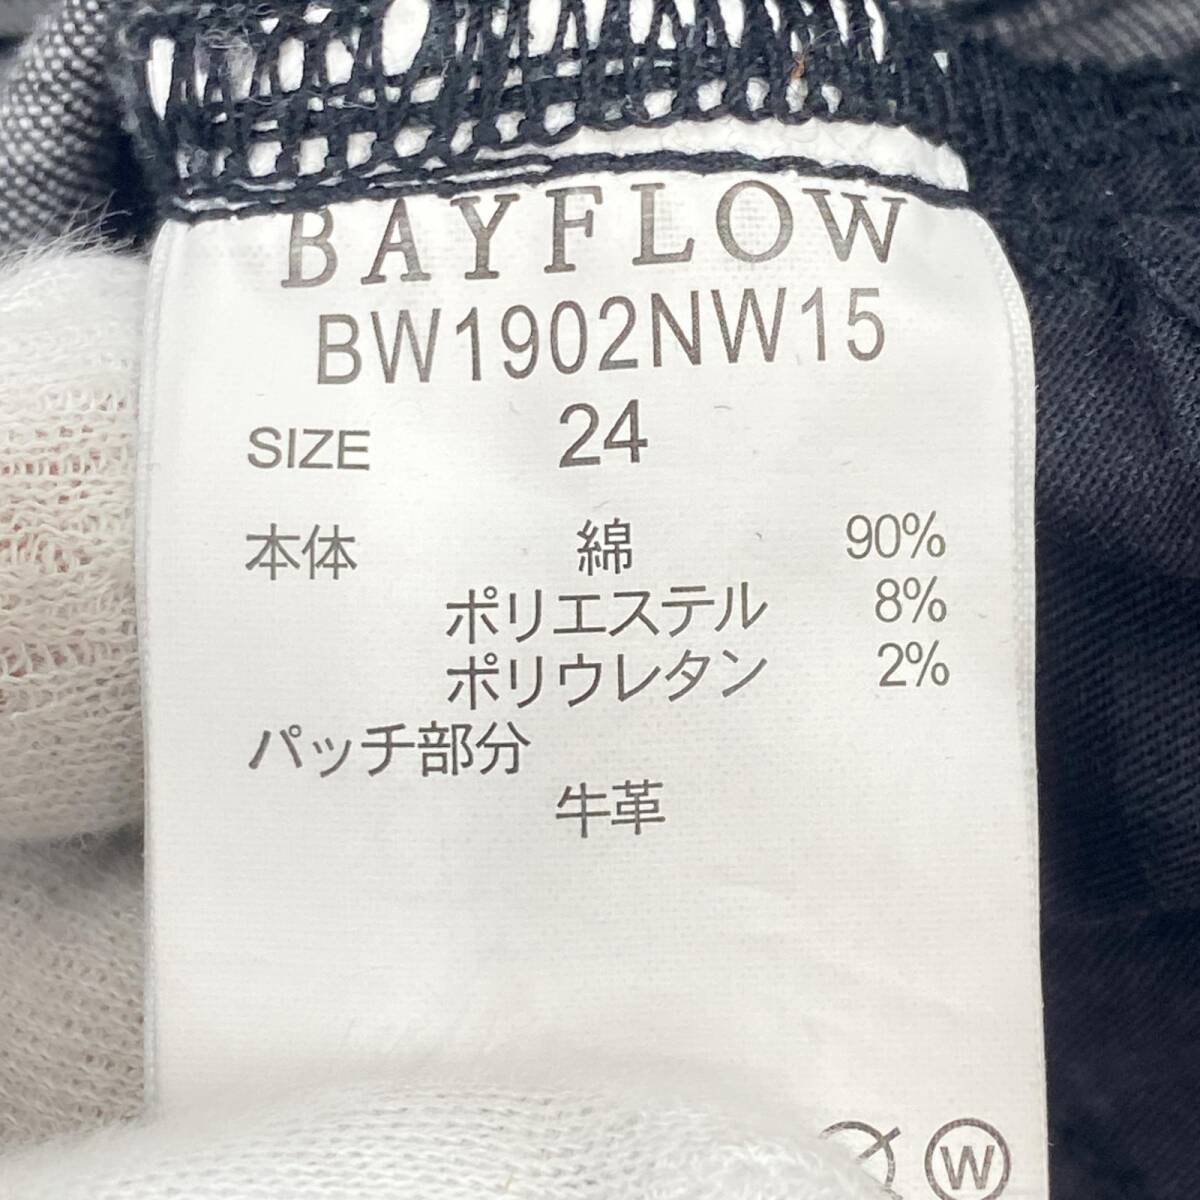 BAYFLOW
BW1902NW15
SIZE 24
本体 綿 90%
ポリエステル 8%
ポリウレタン 2%
パッチ部分
牛革
W